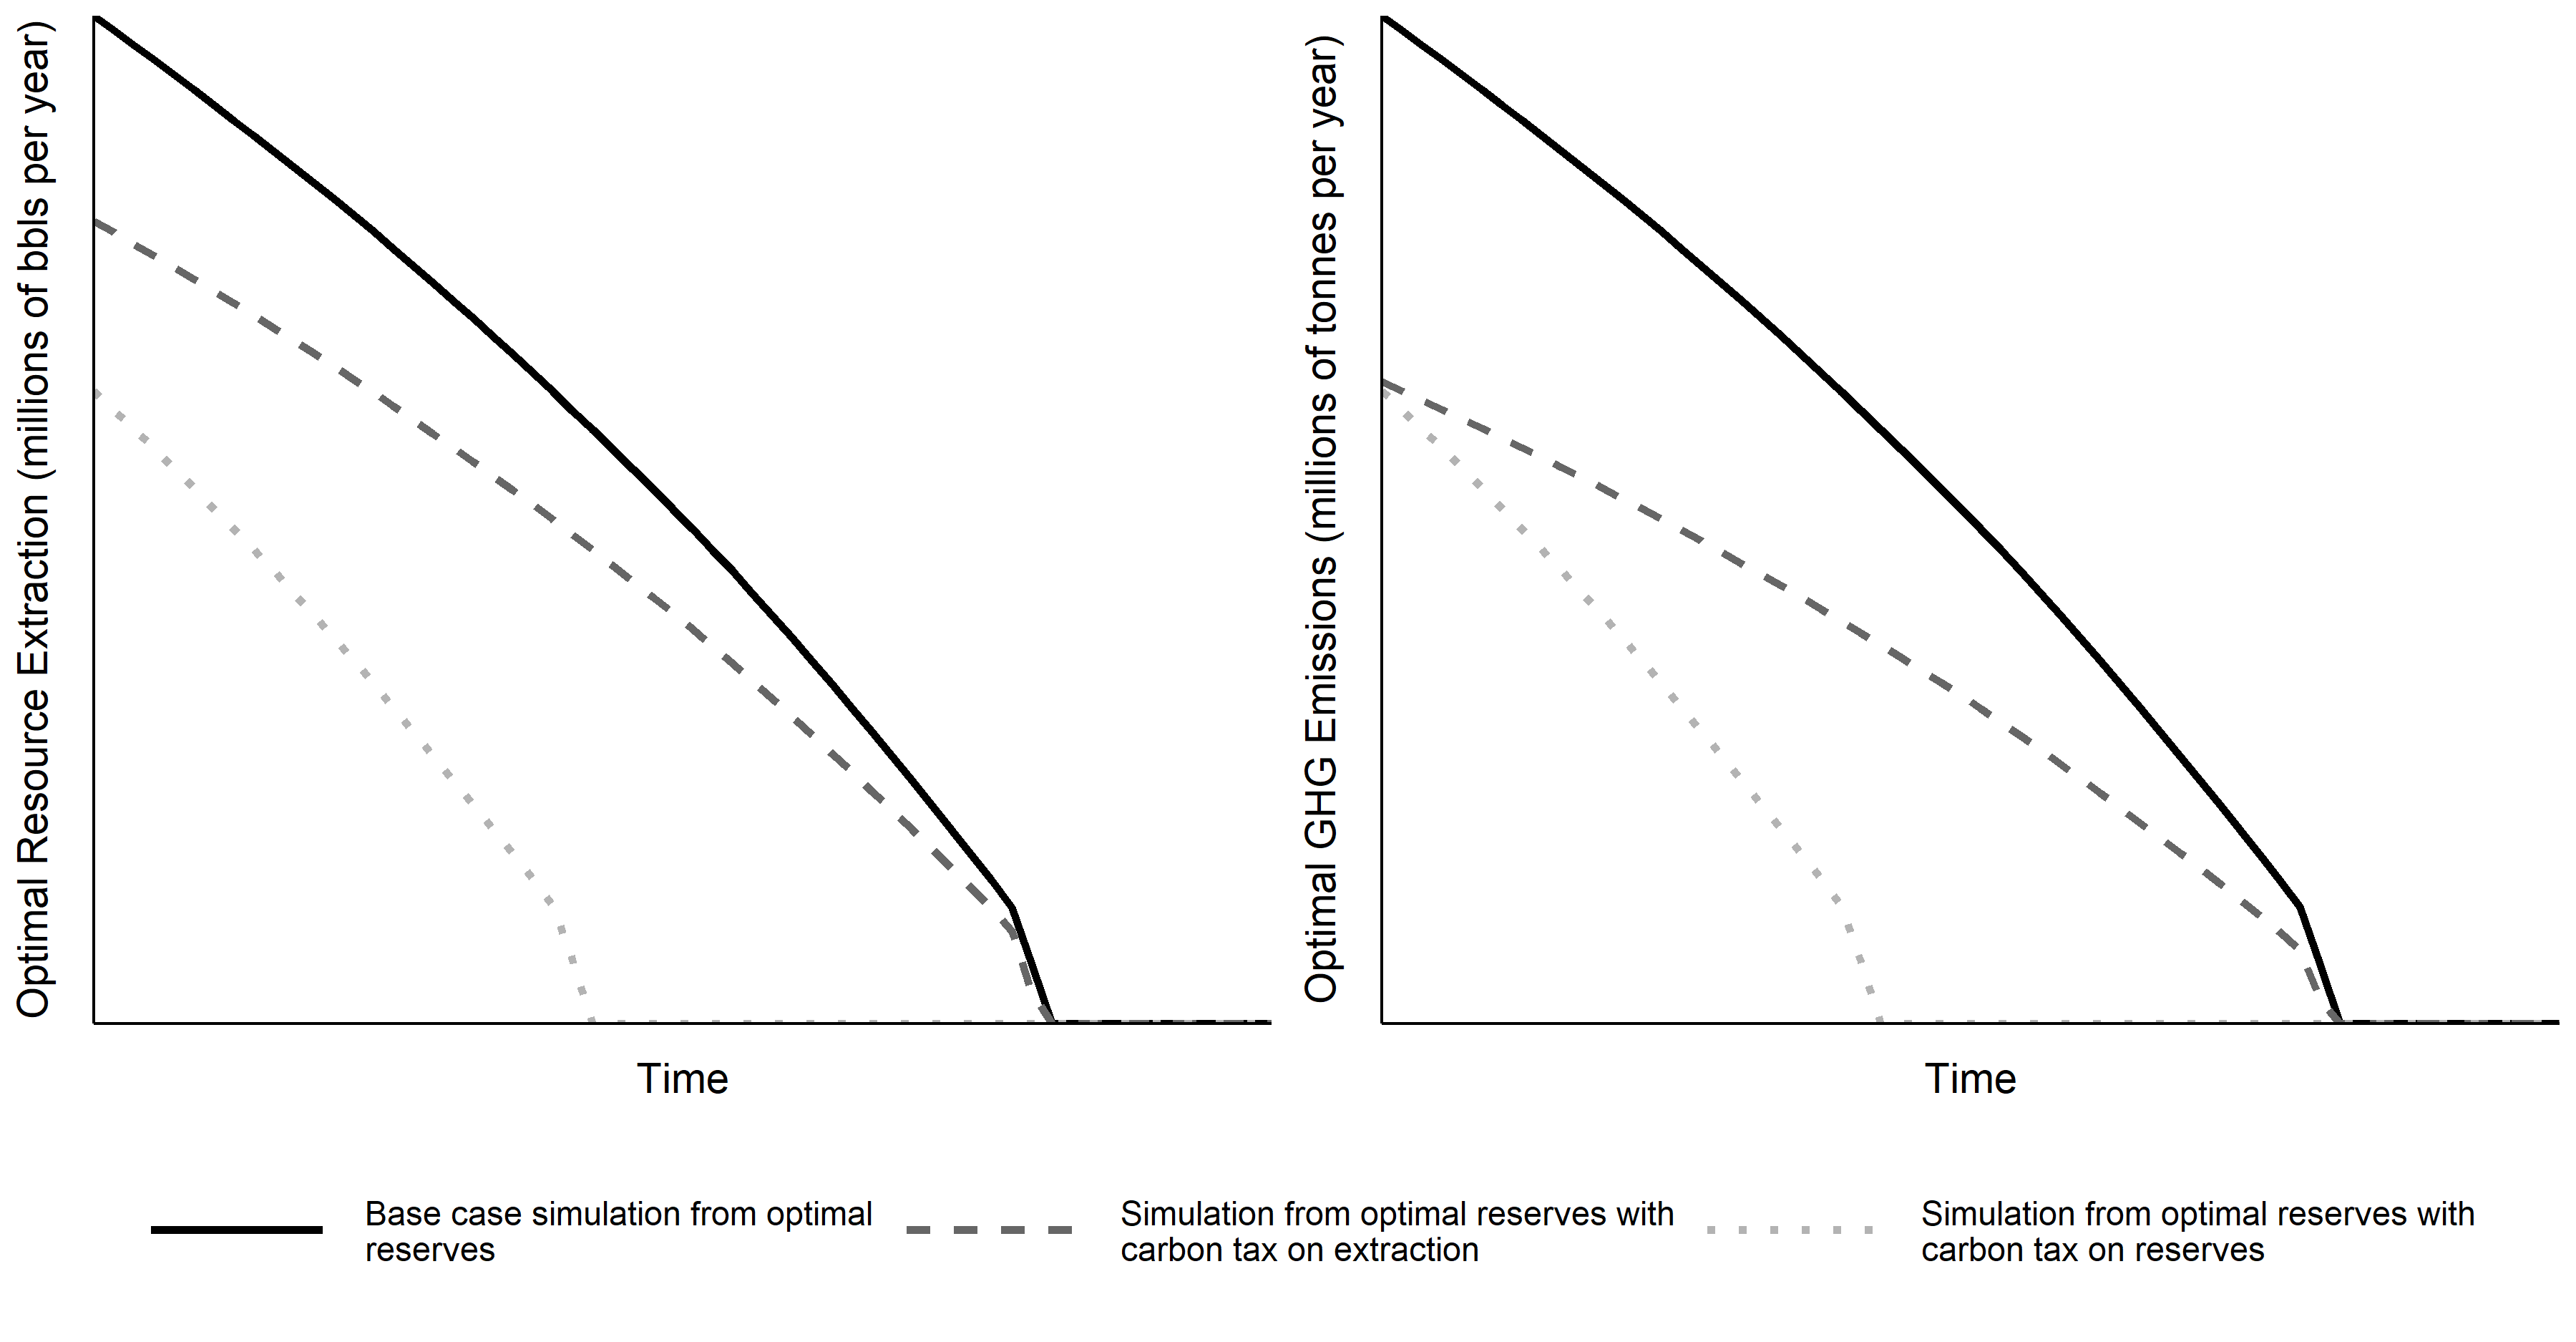 Optimal Resource Extraction (millions of bbls per year)
Time
Optimal GHG Emissions (millions of tonnes per year)
Time
Base case simulation from optimal
reserves
Simulation from optimal reserves with
carbon tax on extraction
Simulation from optimal reserves with
carbon tax on reserves